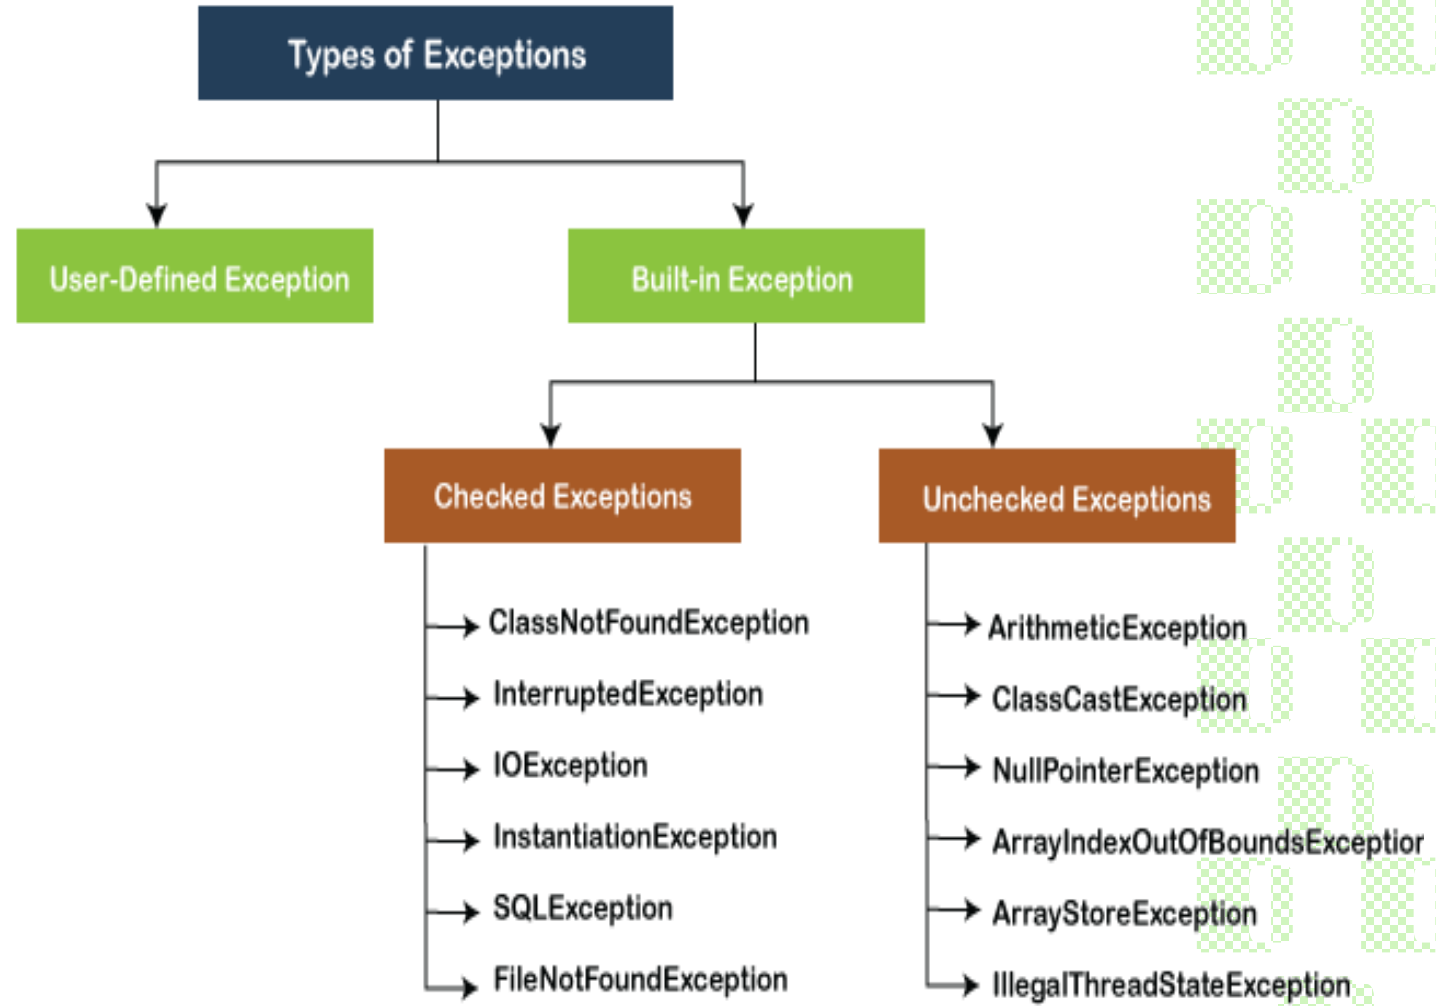 Types of Exceptions
User-Defined Exception
Built-in Exception
Checked Exceptions
Unchecked Exceptions
ClassNotFoundException
InterruptedException
IOException
InstantiationException
SQLException
FileNotFoundException
ArithmeticException
ClassCastException
NullPointerException
ArrayIndexOutOfBoundsException
ArrayStoreException
IllegalThreadStateException